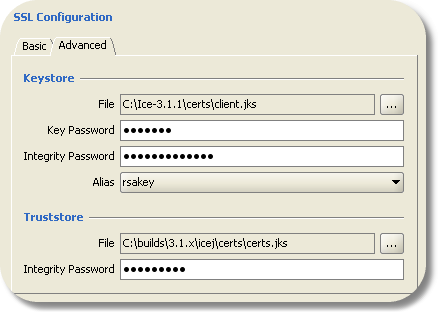 SSL Configuration
Basic Advanced
Keystore
File C:\Ice-3.1.1\certs\client.jks ...
Key Password •••••••
Integrity Password •••••••••••••
Alias rsakey
Truststore
File C:\builds\3.1.x\icej\certs\certs.jks ...
Integrity Password •••••••••